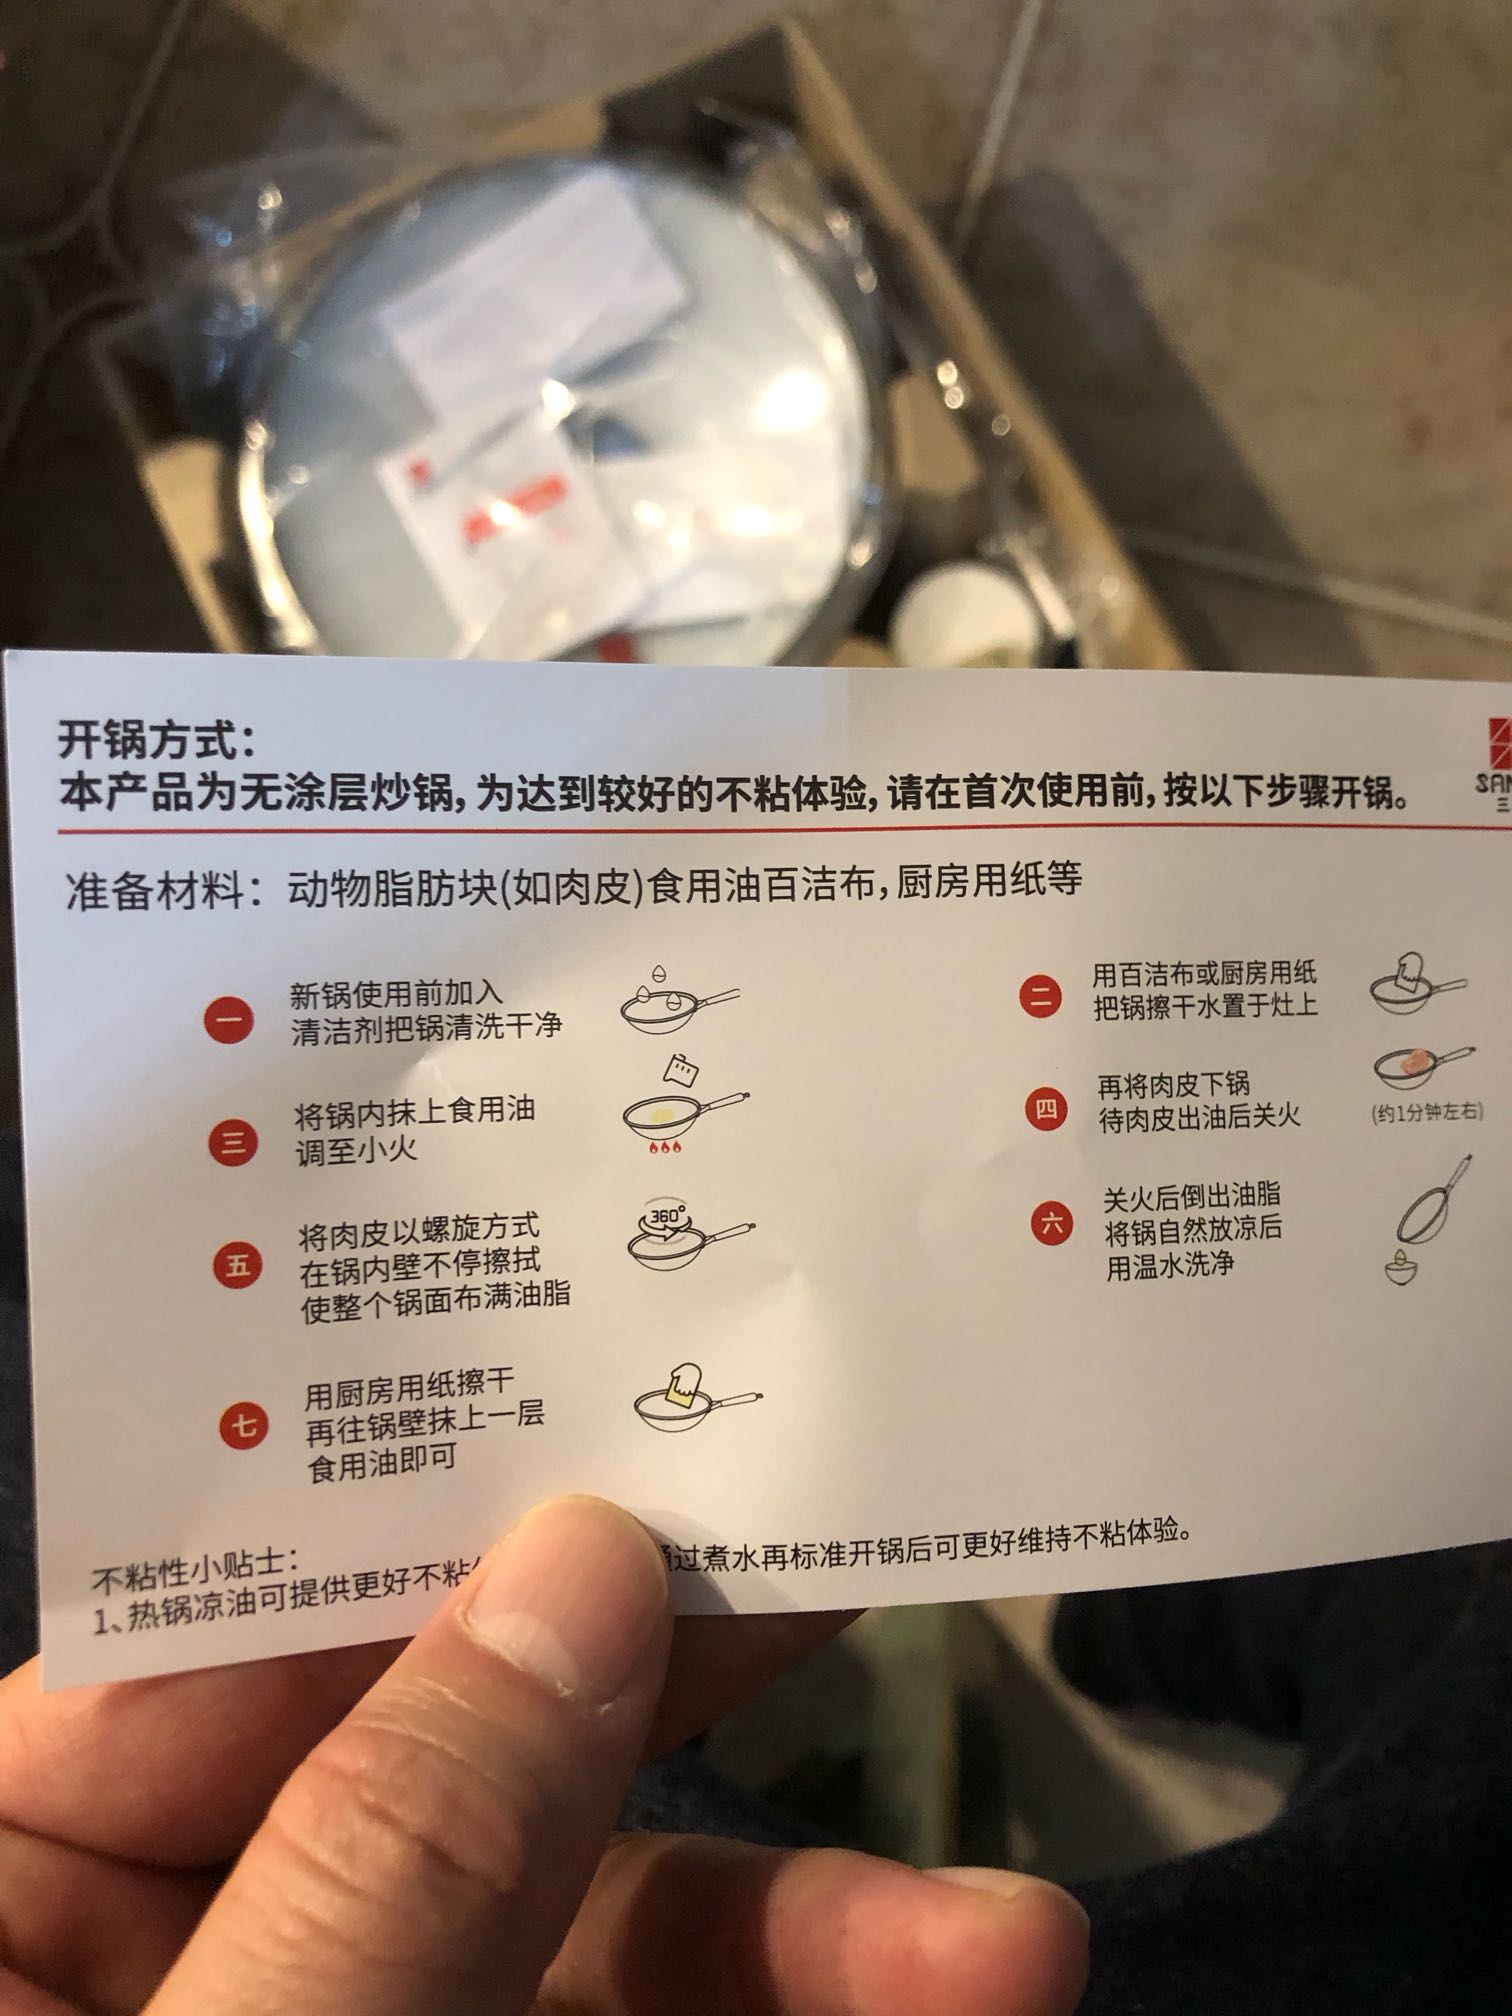 开锅方式：
本产品为无涂层炒锅，为达到较好的不粘体验，请在首次使用前，按以下步骤开锅。
SAN
三
准备材料：动物脂肪块(如肉皮)食用油百洁布，厨房用纸等
一
新锅使用前加入
清洁剂把锅清洗干净
二
用百洁布或厨房用纸
把锅擦干水置于灶上
三
将锅内抹上食用油
调至小火
四
再将肉皮下锅
待肉皮出油后关火
(约1分钟左右)
五
将肉皮以螺旋方式
在锅内壁不停擦拭
使整个锅面布满油脂
360°
六
关火后倒出油脂
将锅自然放凉后
用温水洗净
七
用厨房用纸擦干
再往锅壁抹上一层
食用油即可
不粘性小贴士：
1、热锅凉油可提供更好不粘 通过煮水再标准开锅后可更好维持不粘体验。